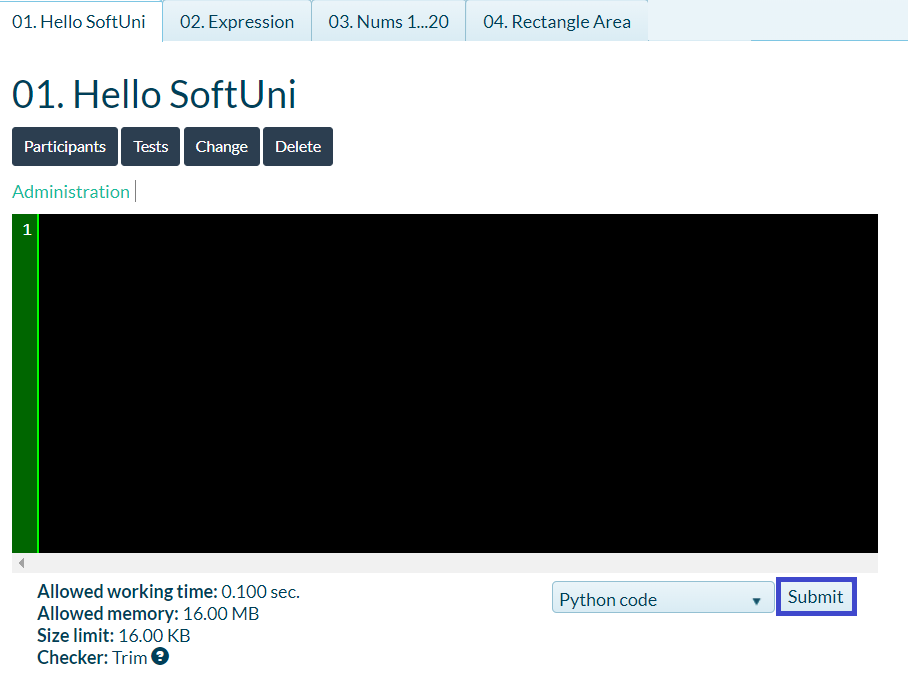 01. Hello SoftUni 02. Expression 03. Nums 1...20 04. Rectangle Area
01. Hello SoftUni
Participants Tests Change Delete
Administration
1
Allowed working time: 0.100 sec.
Allowed memory: 16.00 MB
Size limit: 16.00 KB
Checker: Trim ?
Python code Submit